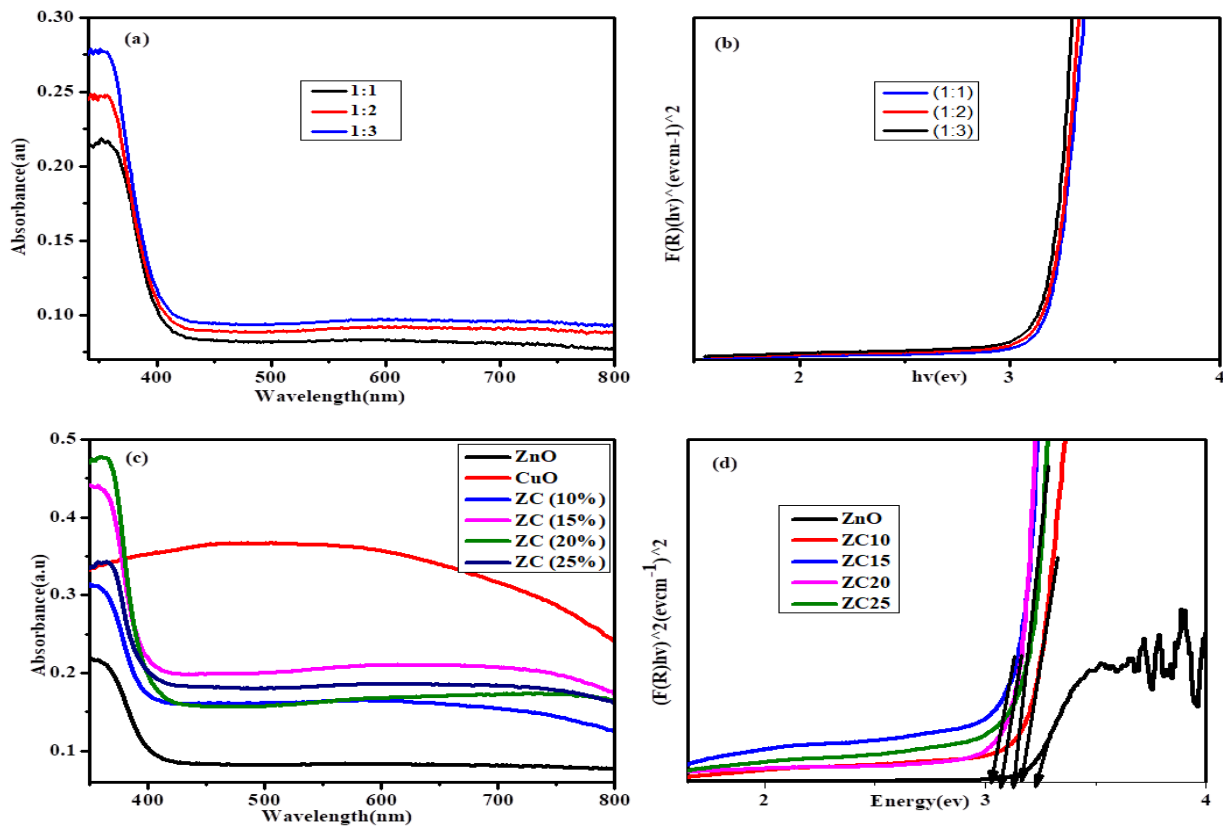 (a)
1:1
1:2
1:3
Absorbance(au)
0.30
0.25
0.20
0.15
0.10
400
500
600
700
800
Wavelength(nm)
(b)
(1:1)
(1:2)
(1:3)
F(R)(hv)^(evcm-1)^2
2
3
4
hv(ev)
(c)
ZnO
CuO
ZC (10%)
ZC (15%)
ZC (20%)
ZC (25%)
Absorbance(a.u)
0.5
0.4
0.3
0.2
0.1
400
500
600
700
800
Wavelength(nm)
(d)
ZnO
ZC10
ZC15
ZC20
ZC25
(F(R)hv)^2(evcm⁻¹)^2
2
3
4
Energy(ev)